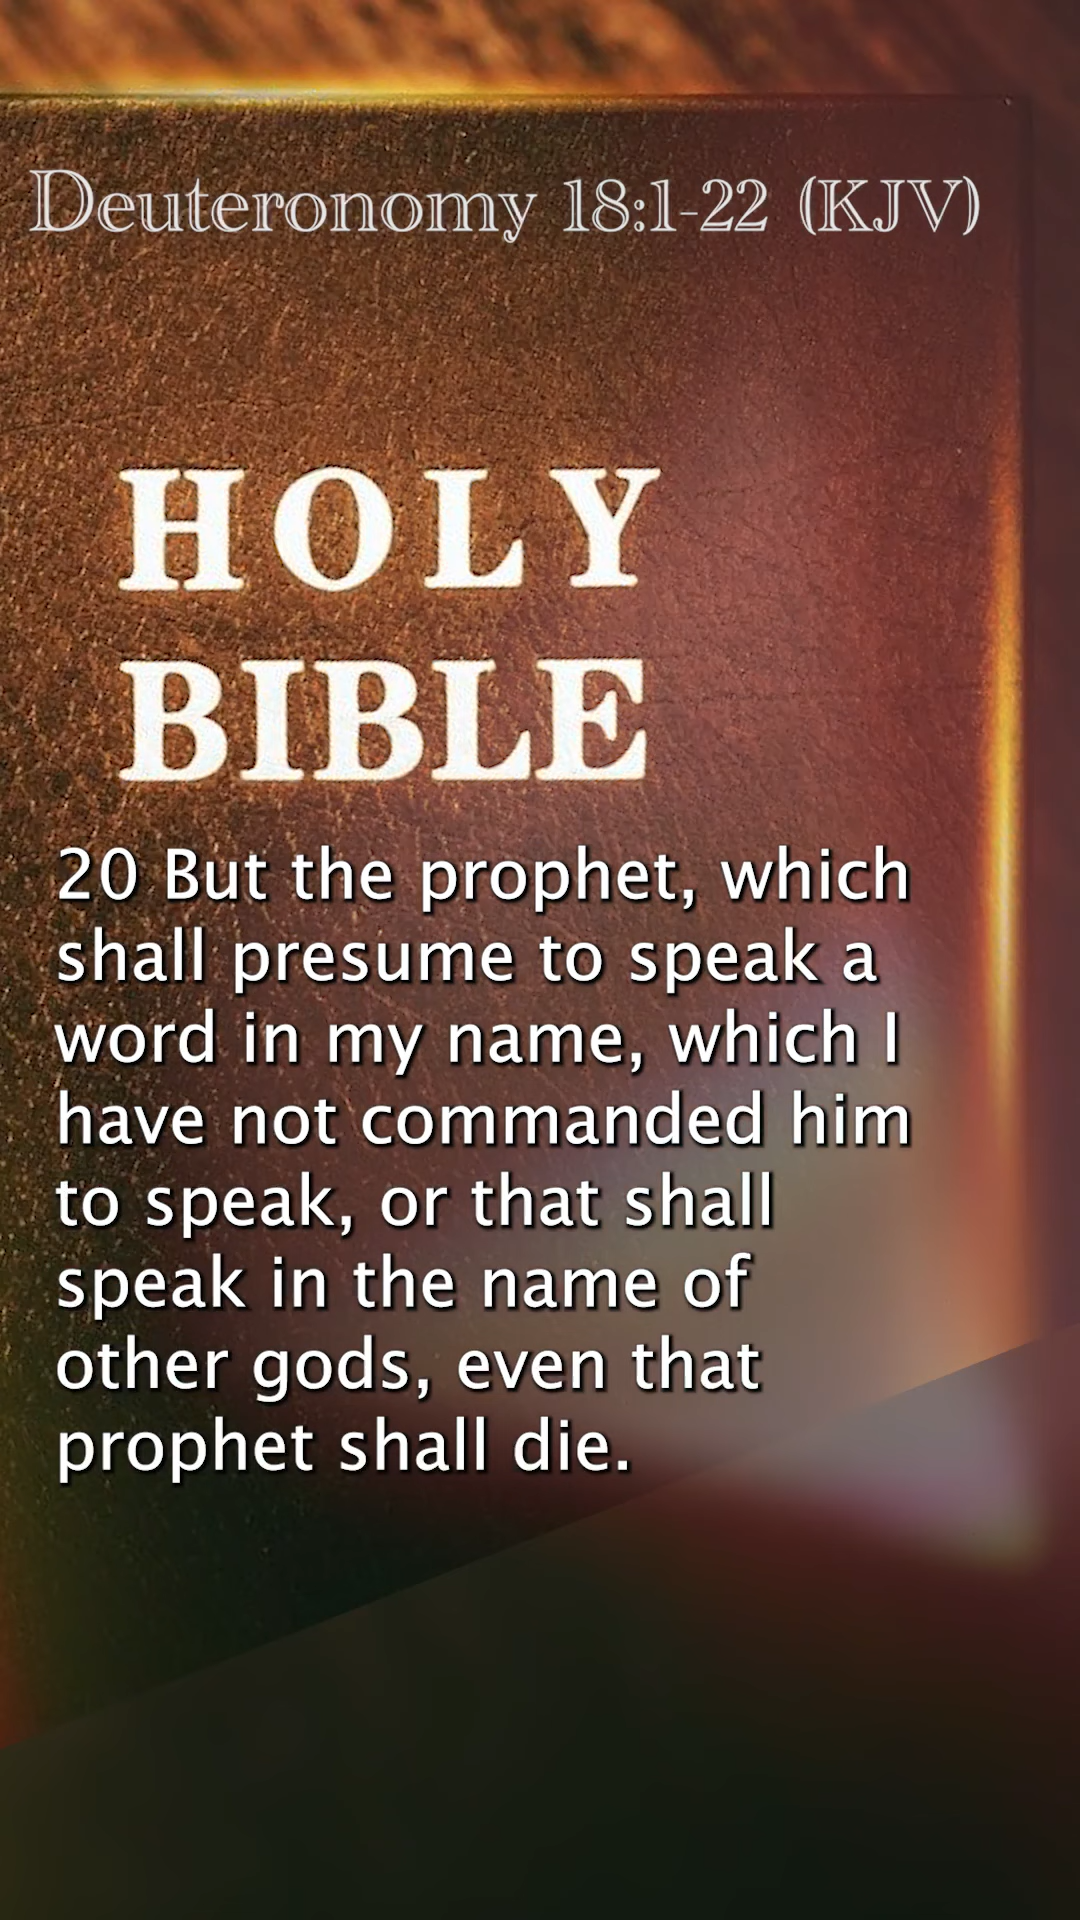 Deuteronomy 18:1-22 (KJV)
HOLY
BIBLE
20 But the prophet, which
shall presume to speak a
word in my name, which I
have not commanded him
to speak, or that shall
speak in the name of
other gods, even that
prophet shall die.